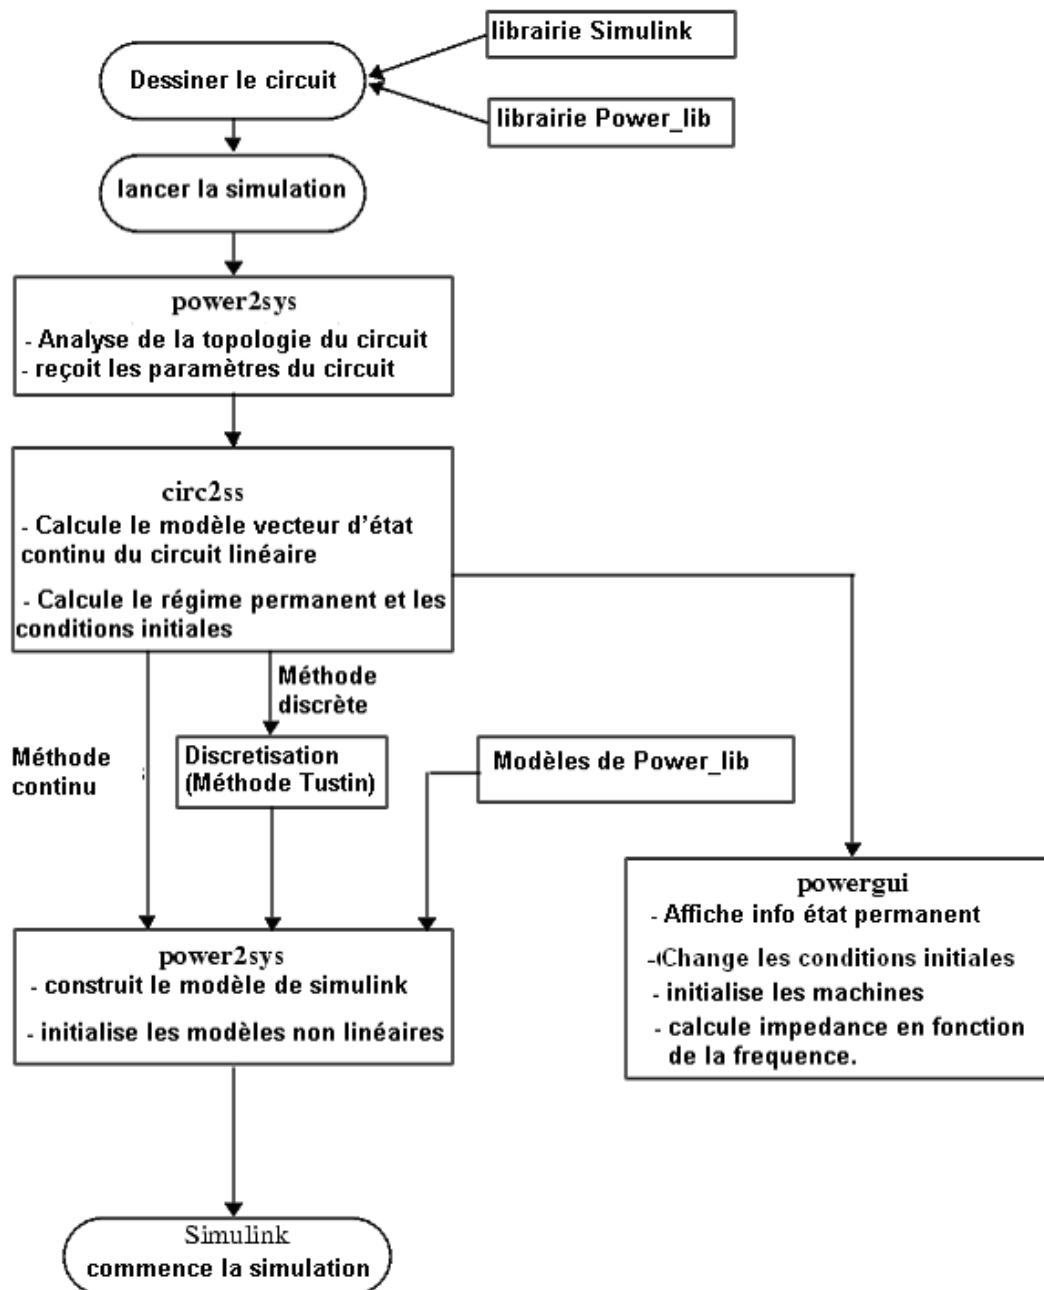 librairie Simulink
Dessiner le circuit
librairie Power_lib
lancer la simulation
power2sys
- Analyse de la topologie du circuit
- reçoit les paramètres du circuit
circ2ss
- Calcule le modèle vecteur d'état
continu du circuit linéaire
- Calcule le régime permanent et les
conditions initiales
Méthode
discrète
Méthode
continu
Discretisation
(Méthode Tustin)
Modèles de Power_lib
powergui
- Affiche info état permanent
-(Change les conditions initiales
- initialise les machines
- calcule impedance en fonction
de la frequence.
power2sys
- construit le modèle de simulink
- initialise les modèles non linéaires
Simulink
commence la simulation